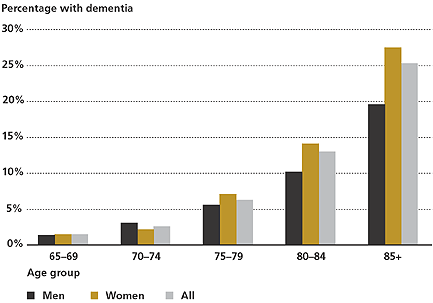 Percentage with dementia
30%
25%
20%
15%
10%
5%
0%
65–69 70–74 75–79 80–84 85+
Age group
Men Women All